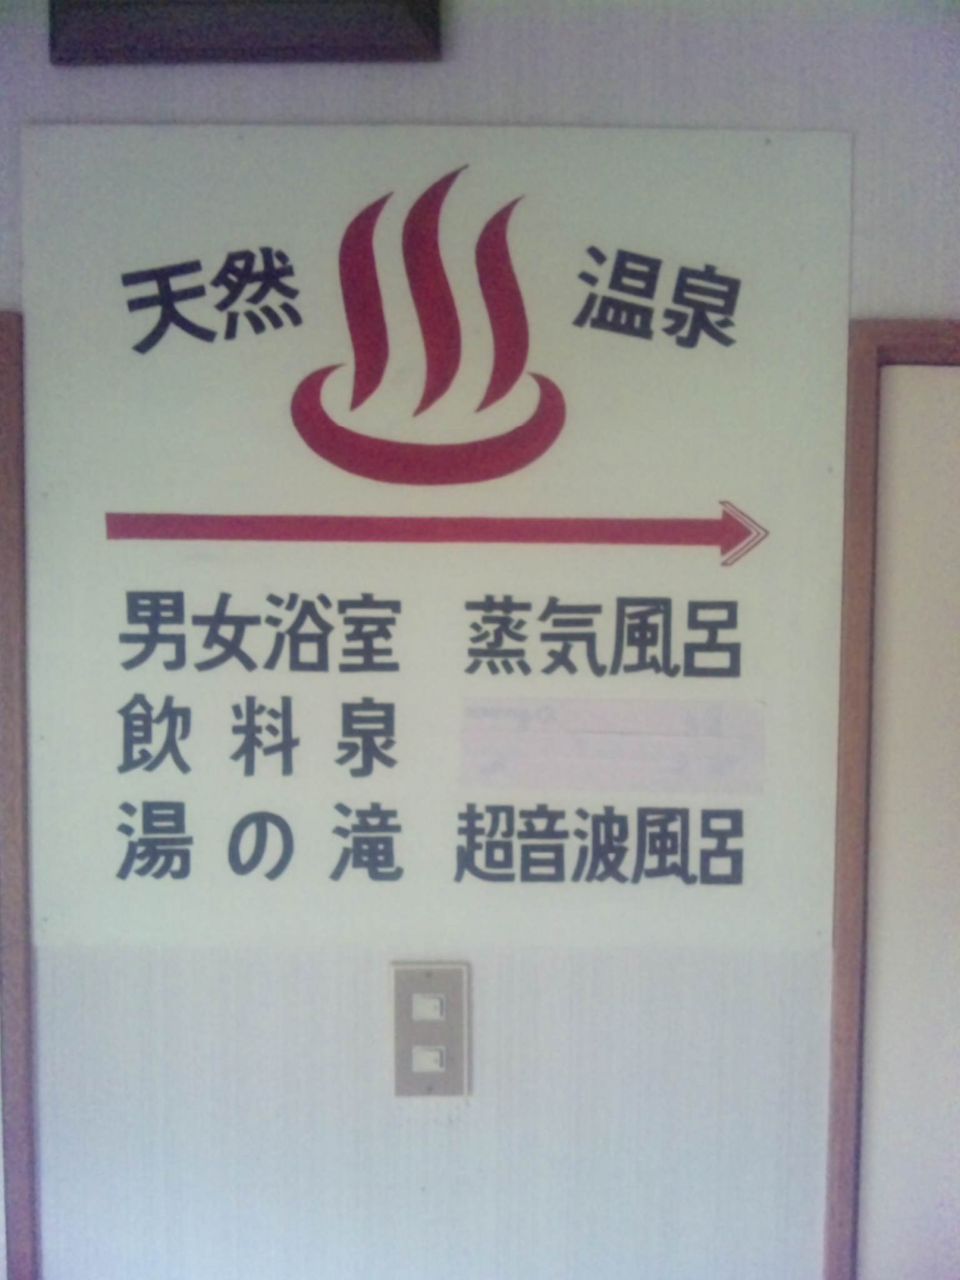 天然 温泉
男女浴室 蒸気風呂
飲料泉
湯の滝 超音波風呂